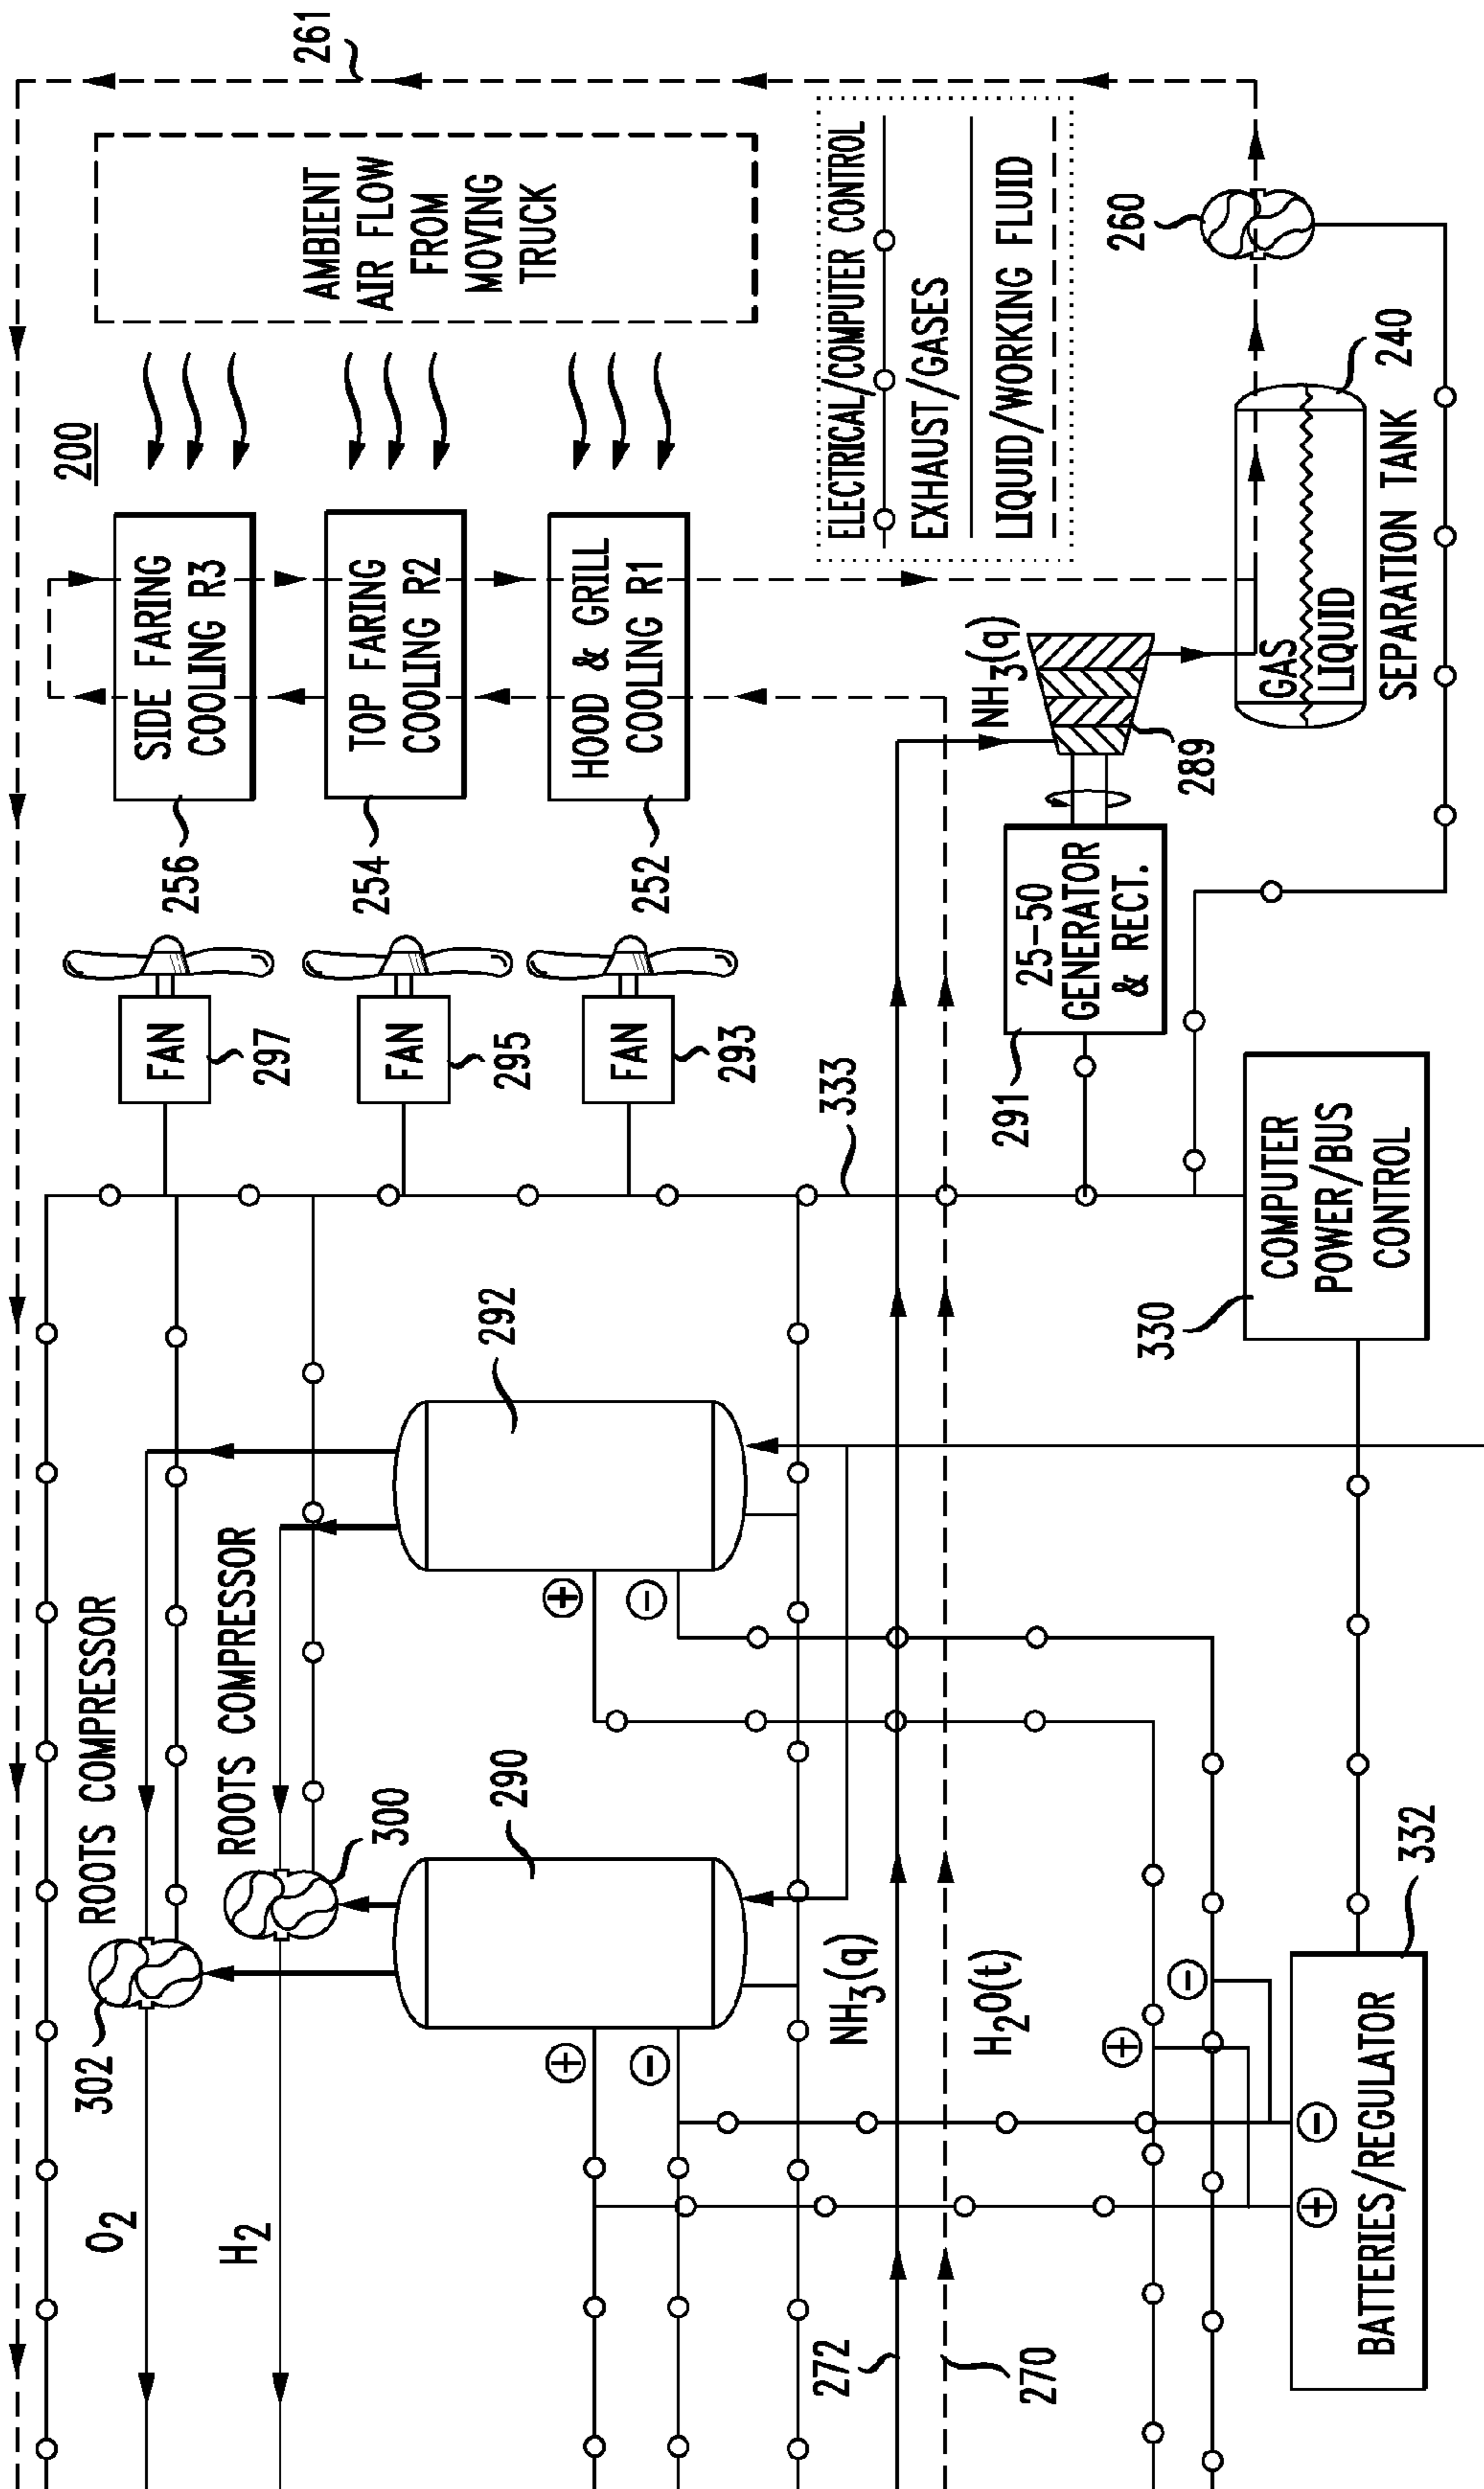 200
261
O2
302
ROOTS COMPRESSOR
H2
ROOTS COMPRESSOR
300
290
292
FAN
297
FAN
295
FAN
293
SIDE FARING
COOLING R3
256
TOP FARING
COOLING R2
254
HOOD & GRILL
COOLING R1
252
AMBIENT
AIR FLOW
FROM
MOVING
TRUCK
ELECTRICAL/COMPUTER CONTROL
EXHAUST/GASES
LIQUID/WORKING FLUID
+
−
+
−
272
NH3(q)
333
270
H2O(t)
NH3(q)
289
25-50
GENERATOR
& RECT.
291
260
GAS
LIQUID
SEPARATION TANK
240
+
−
+
−
BATTERIES/REGULATOR
332
330
COMPUTER
POWER/BUS
CONTROL